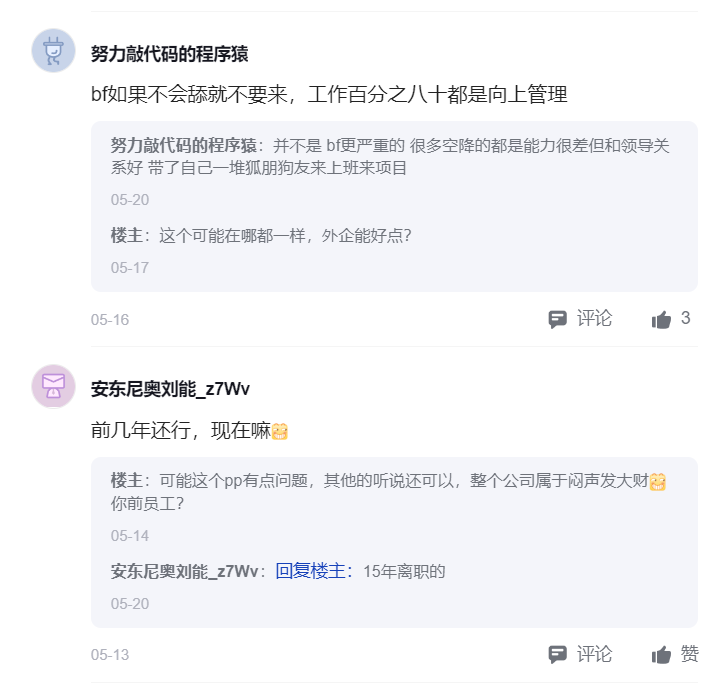 努力敲代码的程序猿
bf如果不会舔就不要来，工作百分之八十都是向上管理
努力敲代码的程序猿：并不是 bf更严重的 很多空降的都是能力很差但和领导关
系好 带了自己一堆狐朋狗友来上班来项目
05-20
楼主：这个可能在哪都一样，外企能好点？
05-17
05-16 评论 3
安东尼奥刘能_z7Wv
前几年还行，现在嘛
楼主：可能这个pp有点问题，其他的听说还可以，整个公司属于闷声发大财
你前员工？
05-14
安东尼奥刘能_z7Wv：回复楼主：15年离职的
05-20
05-13 评论 赞